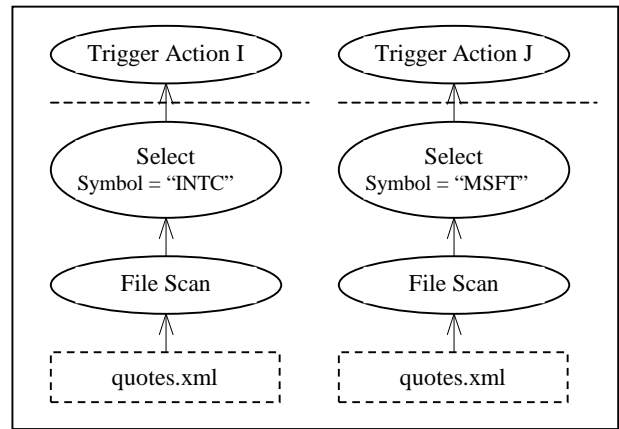 Trigger Action I
Trigger Action J
Select
Symbol = “INTC”
Select
Symbol = “MSFT”
File Scan
File Scan
quotes.xml
quotes.xml